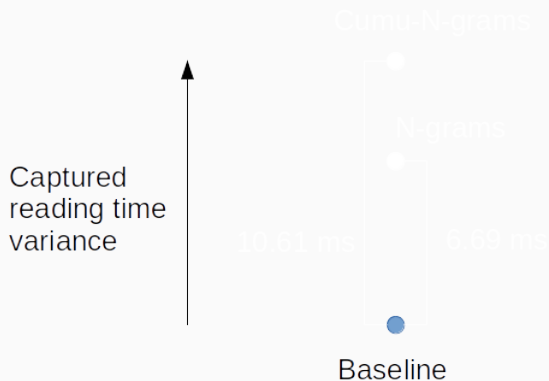 Cumu-N-grams
N-grams
Captured
reading time
variance
10.61 ms
6.69 ms
Baseline